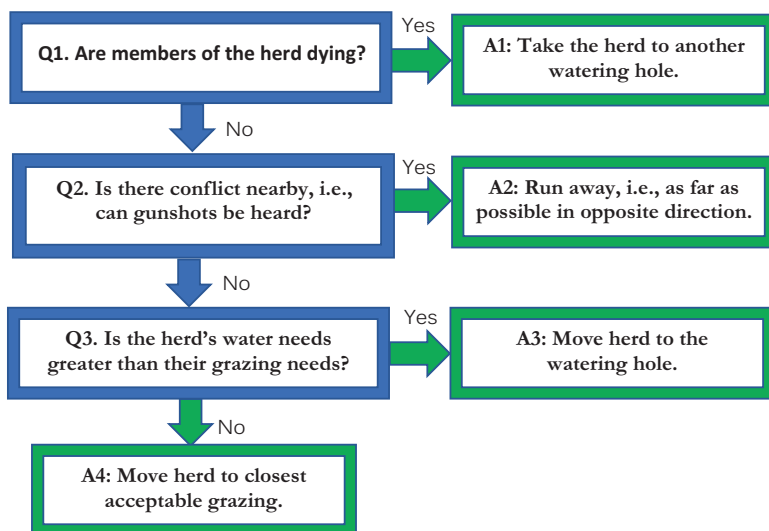 Q1. Are members of the herd dying?
Yes
A1: Take the herd to another
watering hole.
No
Q2. Is there conflict nearby, i.e.,
can gunshots be heard?
Yes
A2: Run away, i.e., as far as
possible in opposite direction.
No
Q3. Is the herd's water needs
greater than their grazing needs?
Yes
A3: Move herd to the
watering hole.
No
A4: Move herd to closest
acceptable grazing.